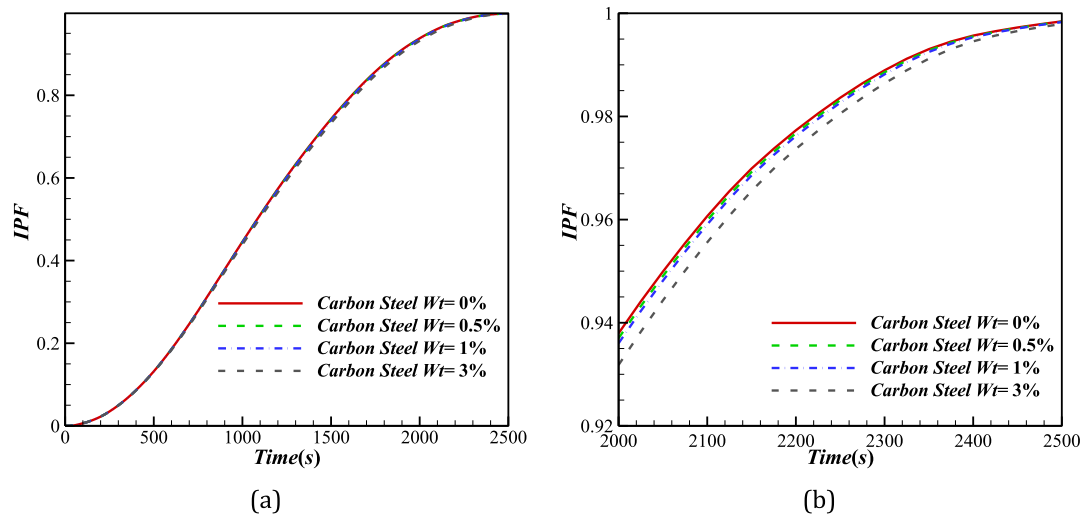 IPF
0.8
0.6
0.4
0.2
0
0 500 1000 1500 2000 2500
Time(s)
Carbon Steel Wt= 0%
Carbon Steel Wt= 0.5%
Carbon Steel Wt= 1%
Carbon Steel Wt= 3%
(a)
IPF
1
0.98
0.96
0.94
0.92
2000 2100 2200 2300 2400 2500
Time(s)
Carbon Steel Wt= 0%
Carbon Steel Wt= 0.5%
Carbon Steel Wt= 1%
Carbon Steel Wt= 3%
(b)